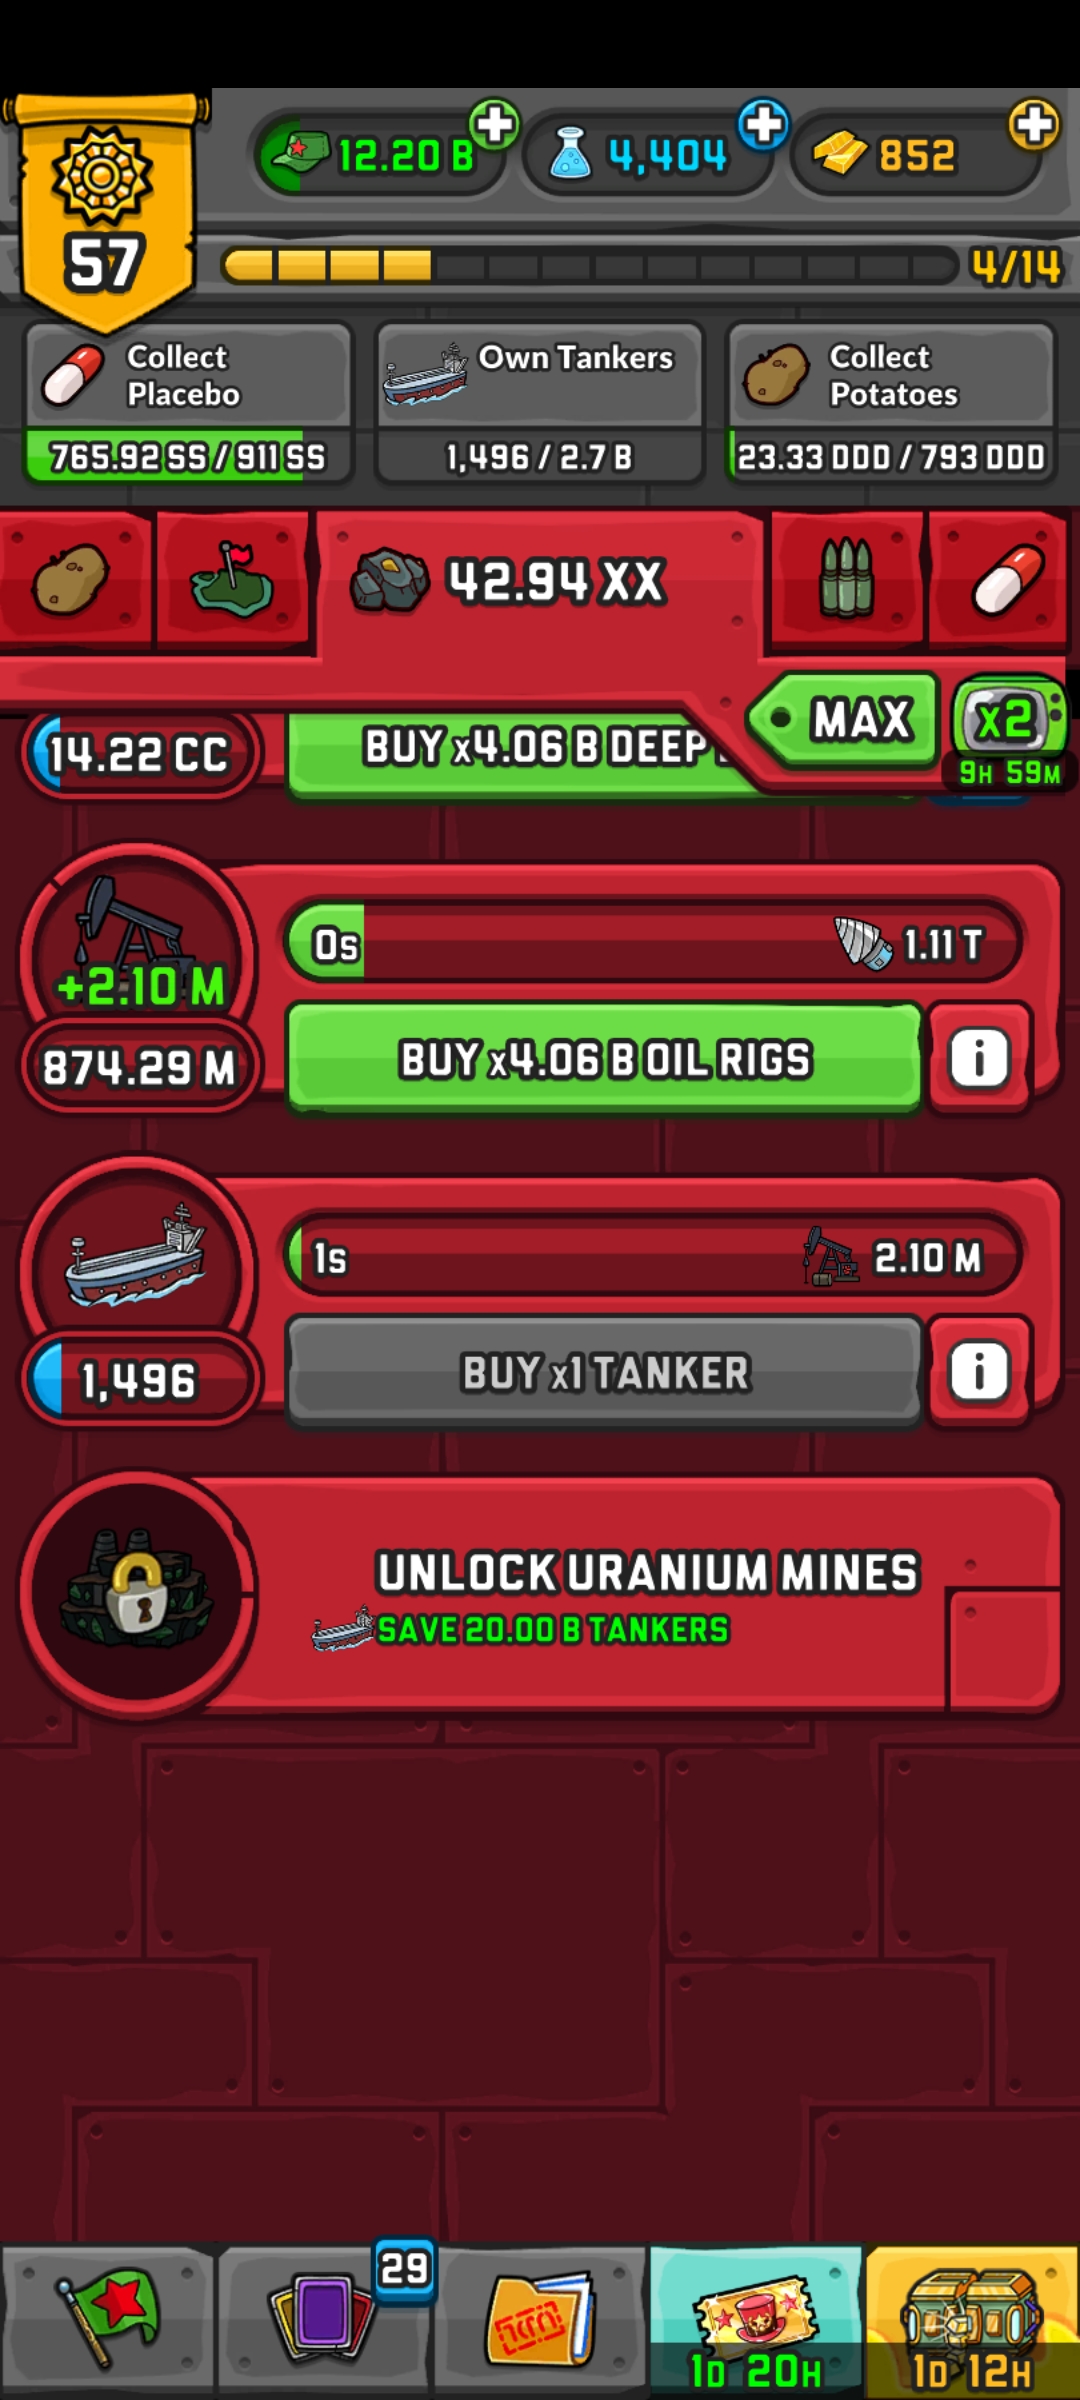 12.20 B
4,404
852
57
4/14
Collect
Placebo
765.92 SS / 911 SS
Own Tankers
1,496 / 2.7 B
Collect
Potatoes
23.33 DDD / 793 DDD
42.94 XX
MAX
x2
9H 59M
14.22 CC
BUY x4.06 B DEEP
+2.10 M
874.29 M
0s
1.11 T
BUY x4.06 B OIL RIGS
i
1s
2.10 M
1,496
BUY x1 TANKER
i
UNLOCK URANIUM MINES
SAVE 20.00 B TANKERS
29
1D 20H
1D 12H